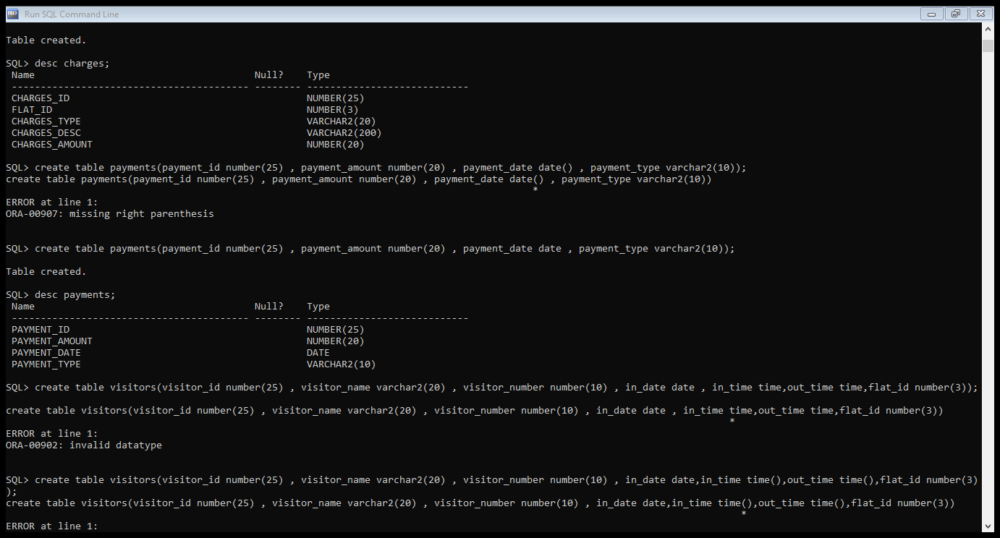 Run SQL Command Line
Table created.
SQL> desc charges;
Name Null? Type
----------------------------------------- -------- ----------------------------
CHARGES_ID NUMBER(25)
FLAT_ID NUMBER(3)
CHARGES_TYPE VARCHAR2(20)
CHARGES_DESC VARCHAR2(200)
CHARGES_AMOUNT NUMBER(20)
SQL> create table payments(payment_id number(25) , payment_amount number(20) , payment_date date() , payment_type varchar2(10));
create table payments(payment_id number(25) , payment_amount number(20) , payment_date date() , payment_type varchar2(10))
*
ERROR at line 1:
ORA-00907: missing right parenthesis
SQL> create table payments(payment_id number(25) , payment_amount number(20) , payment_date date , payment_type varchar2(10));
Table created.
SQL> desc payments;
Name Null? Type
----------------------------------------- -------- ----------------------------
PAYMENT_ID NUMBER(25)
PAYMENT_AMOUNT NUMBER(20)
PAYMENT_DATE DATE
PAYMENT_TYPE VARCHAR2(10)
SQL> create table visitors(visitor_id number(25) , visitor_name varchar2(20) , visitor_number number(10) , in_date date , in_time time,out_time time,flat_id number(3));
create table visitors(visitor_id number(25) , visitor_name varchar2(20) , visitor_number number(10) , in_date date , in_time time,out_time time,flat_id number(3))
*
ERROR at line 1:
ORA-00902: invalid datatype
SQL> create table visitors(visitor_id number(25) , visitor_name varchar2(20) , visitor_number number(10) , in_date date,in_time time(),out_time time(),flat_id number(3)
);
create table visitors(visitor_id number(25) , visitor_name varchar2(20) , visitor_number number(10) , in_date date,in_time time(),out_time time(),flat_id number(3))
*
ERROR at line 1: